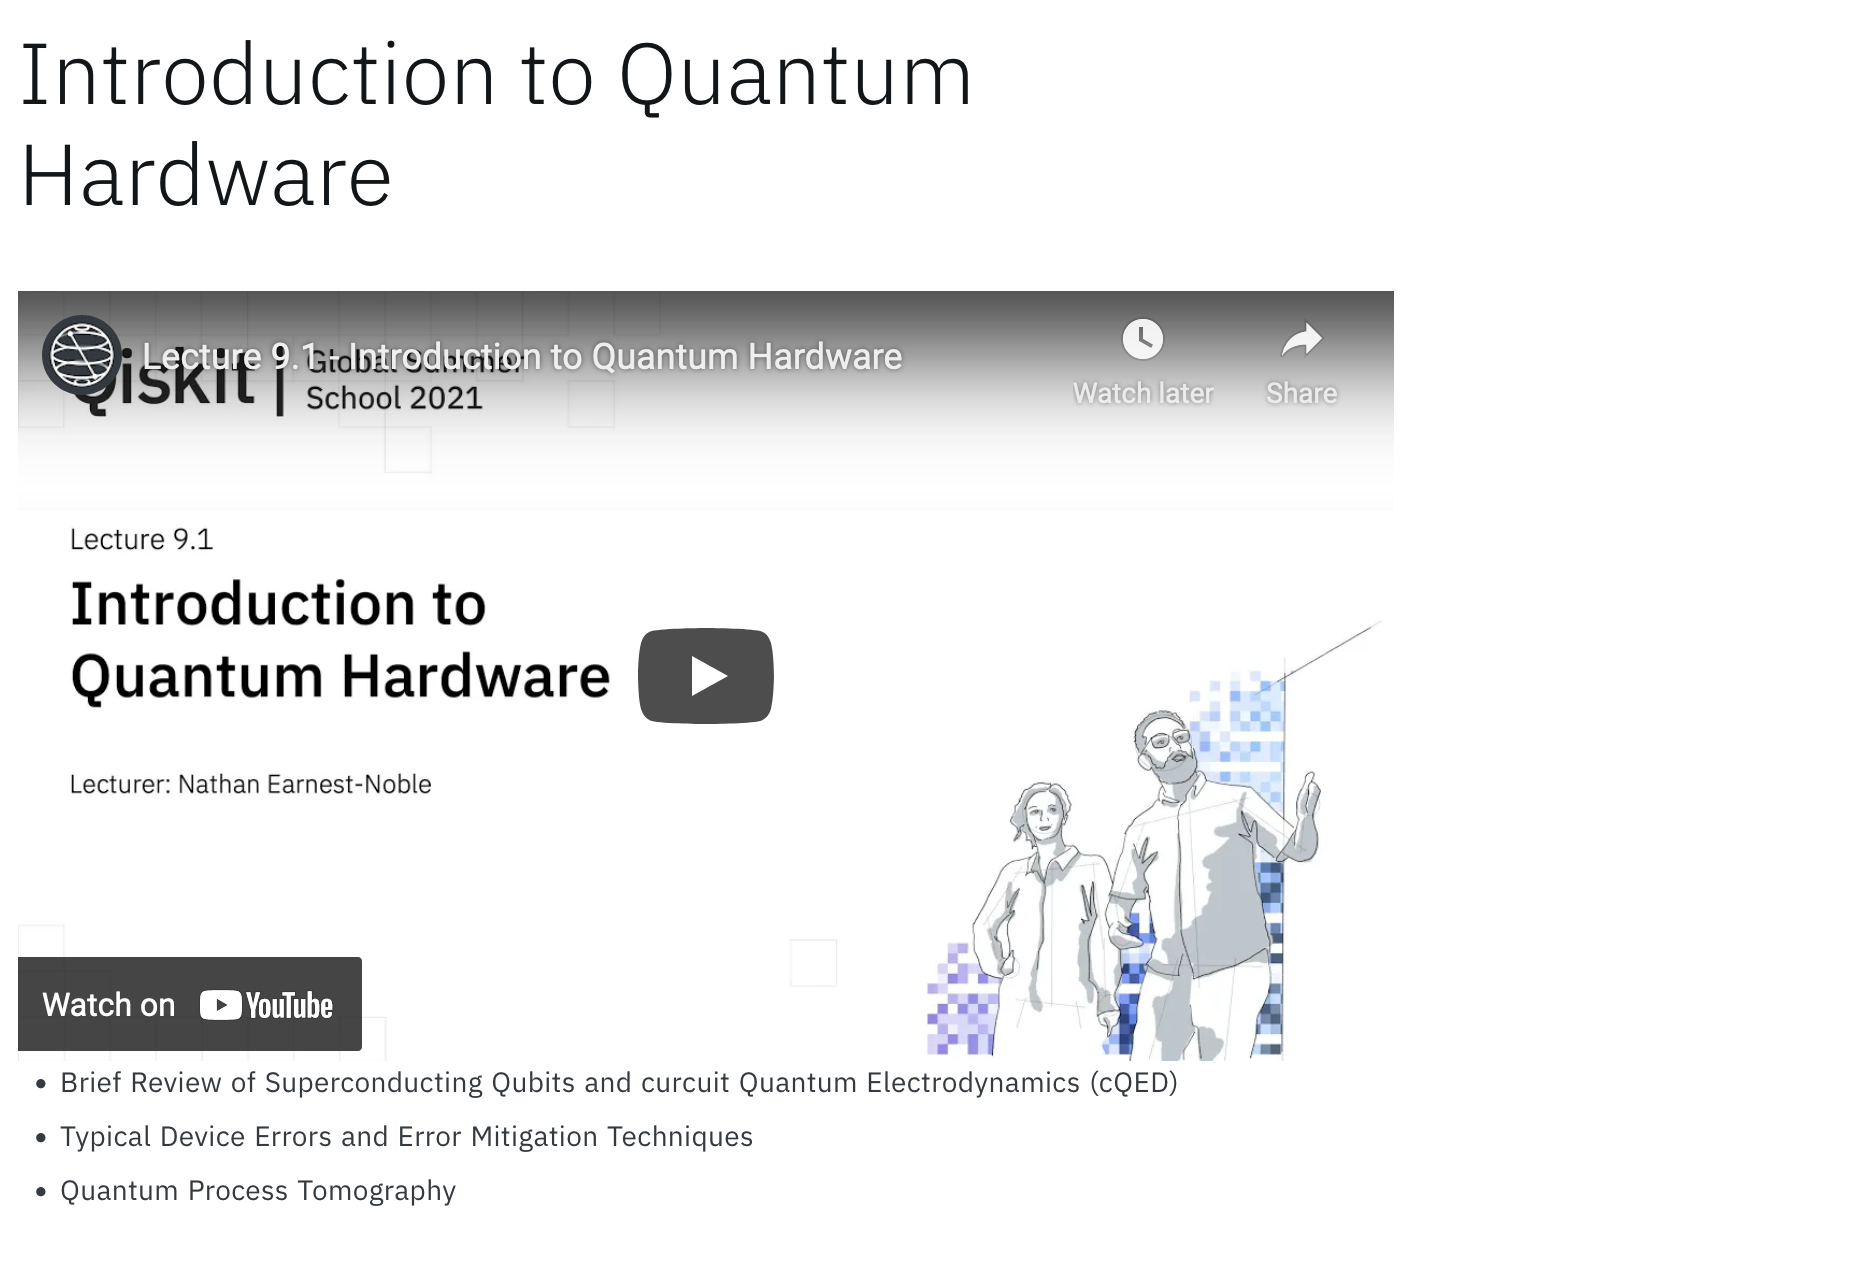 Introduction to Quantum
Hardware
Lecture 9.1 - Introduction to Quantum Hardware
Watch later
Share
Qiskit | Global Summer
School 2021
Lecture 9.1
Introduction to
Quantum Hardware
Lecturer: Nathan Earnest-Noble
Watch on YouTube
• Brief Review of Superconducting Qubits and curcuit Quantum Electrodynamics (cQED)
• Typical Device Errors and Error Mitigation Techniques
• Quantum Process Tomography